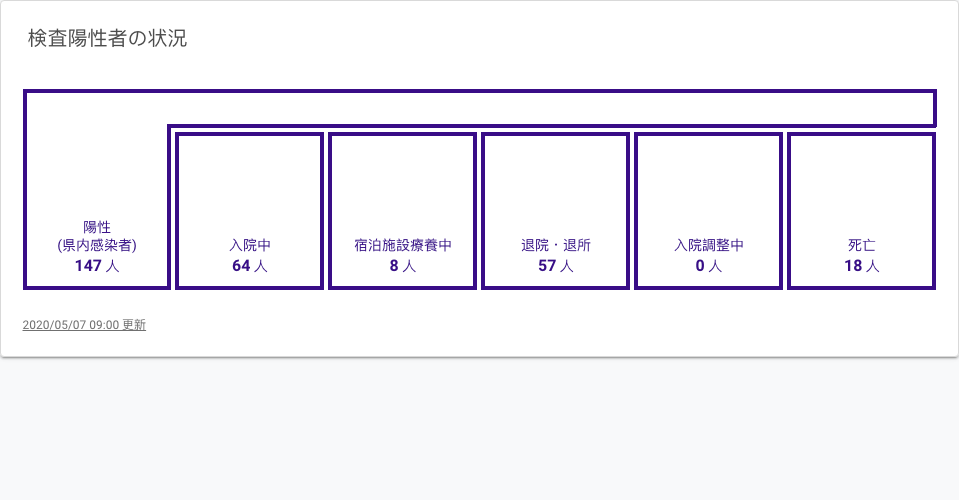 検査陽性者の状況
陽性
(県内感染者)
147 人
入院中
64 人
宿泊施設療養中
8 人
退院・退所
57 人
入院調整中
0 人
死亡
18 人
2020/05/07 09:00 更新